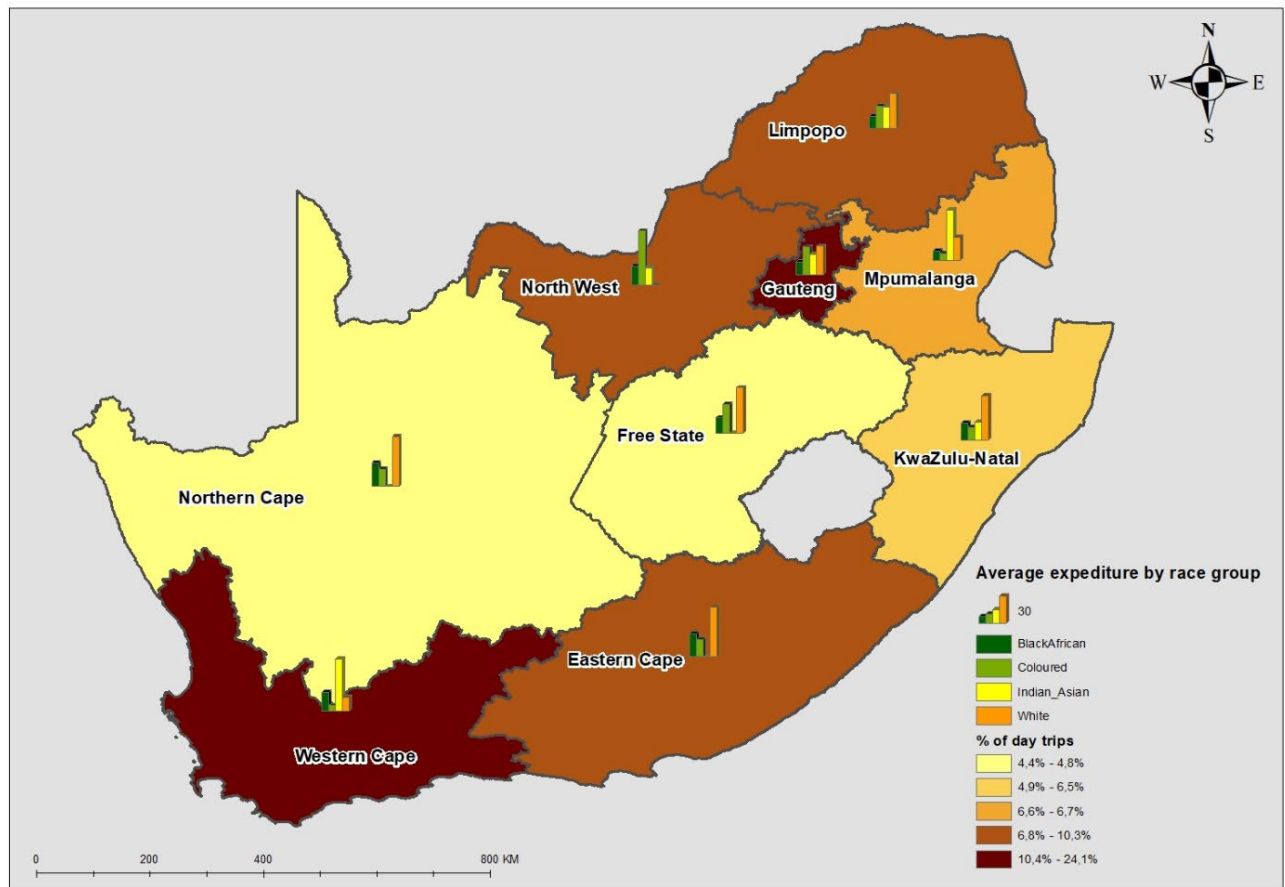 N
W
E
S
Limpopo
North West
Gauteng
Mpumalanga
Free State
KwaZulu-Natal
Northern Cape
Eastern Cape
Western Cape
Average expediture by race group
30
BlackAfrican
Coloured
Indian_Asian
White
% of day trips
4,4% - 4,8%
4,9% - 6,5%
6,6% - 6,7%
6,8% - 10,3%
10,4% - 24,1%
0 200 400 800 KM